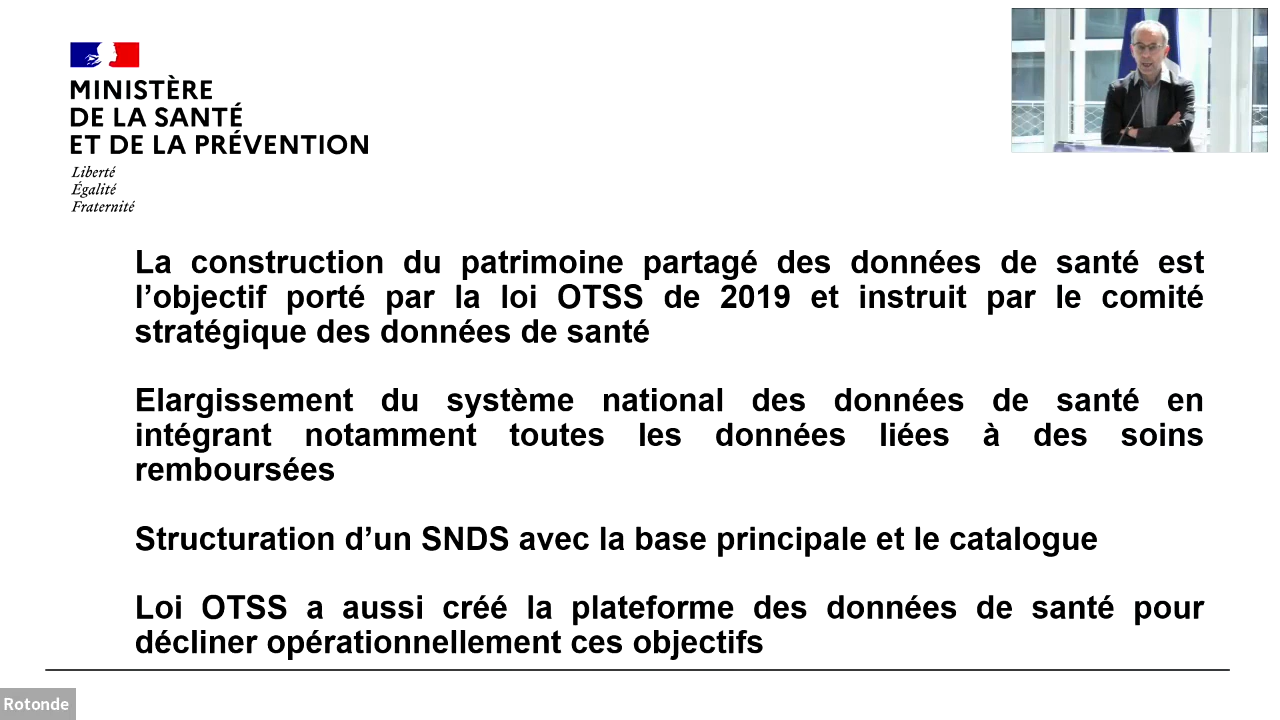 MINISTÈRE
DE LA SANTÉ
ET DE LA PRÉVENTION
Liberté
Égalité
Fraternité
La construction du patrimoine partagé des données de santé est
l’objectif porté par la loi OTSS de 2019 et instruit par le comité
stratégique des données de santé
Elargissement du système national des données de santé en
intégrant notamment toutes les données liées à des soins
remboursées
Structuration d’un SNDS avec la base principale et le catalogue
Loi OTSS a aussi créé la plateforme des données de santé pour
décliner opérationnellement ces objectifs
Rotonde